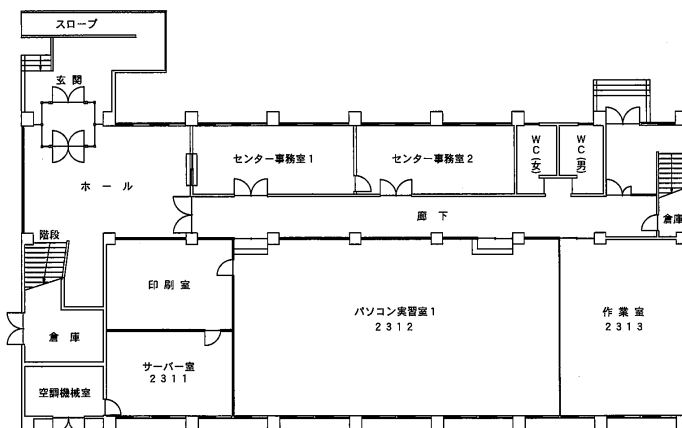 スロープ
玄関
センター事務室1
センター事務室2
WC(女)
WC(男)
ホール
廊下
倉庫
階段
印刷室
パソコン実習室1
2312
作業室
2313
倉庫
サーバー室
2311
空調機械室